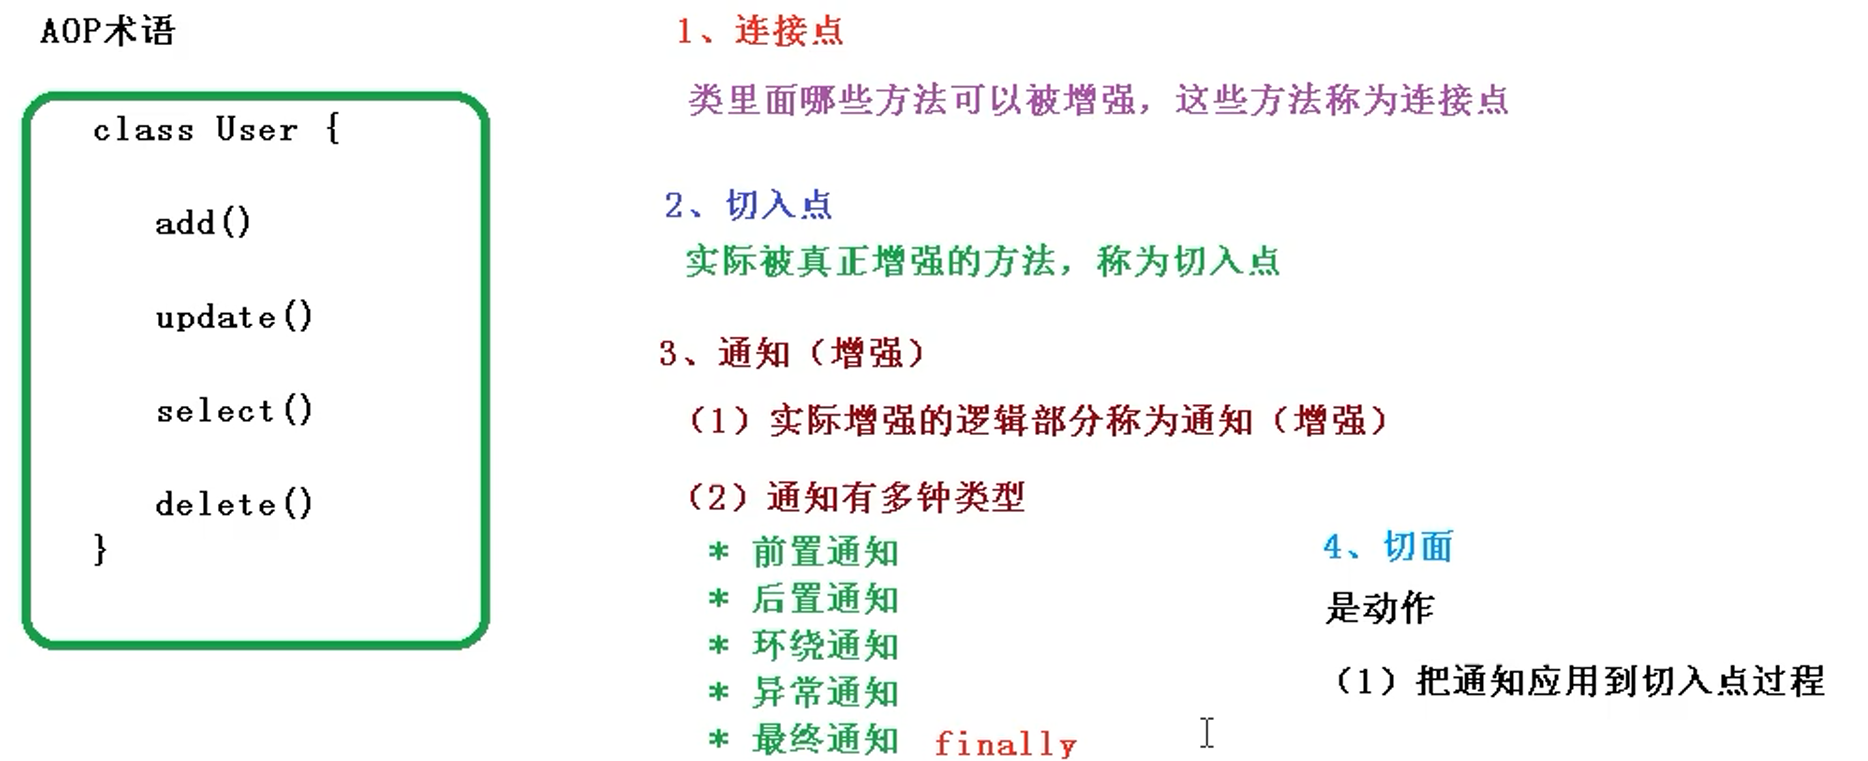 AOP术语
class User {
add()
update()
select()
delete()
}
1、连接点
类里面哪些方法可以被增强，这些方法称为连接点
2、切入点
实际被真正增强的方法，称为切入点
3、通知（增强）
（1）实际增强的逻辑部分称为通知（增强）
（2）通知有多钟类型
* 前置通知
* 后置通知
* 环绕通知
* 异常通知
* 最终通知 finally
4、切面
是动作
（1）把通知应用到切入点过程